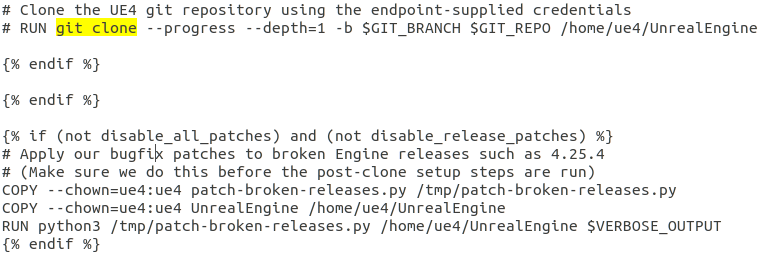 # Clone the UE4 git repository using the endpoint-supplied credentials
# RUN git clone --progress --depth=1 -b $GIT_BRANCH $GIT_REPO /home/ue4/UnrealEngine
{% endif %}
{% endif %}
{% if (not disable_all_patches) and (not disable_release_patches) %}
# Apply our bugfix patches to broken Engine releases such as 4.25.4
# (Make sure we do this before the post-clone setup steps are run)
COPY --chown=ue4:ue4 patch-broken-releases.py /tmp/patch-broken-releases.py
COPY --chown=ue4:ue4 UnrealEngine /home/ue4/UnrealEngine
RUN python3 /tmp/patch-broken-releases.py /home/ue4/UnrealEngine $VERBOSE_OUTPUT
{% endif %}